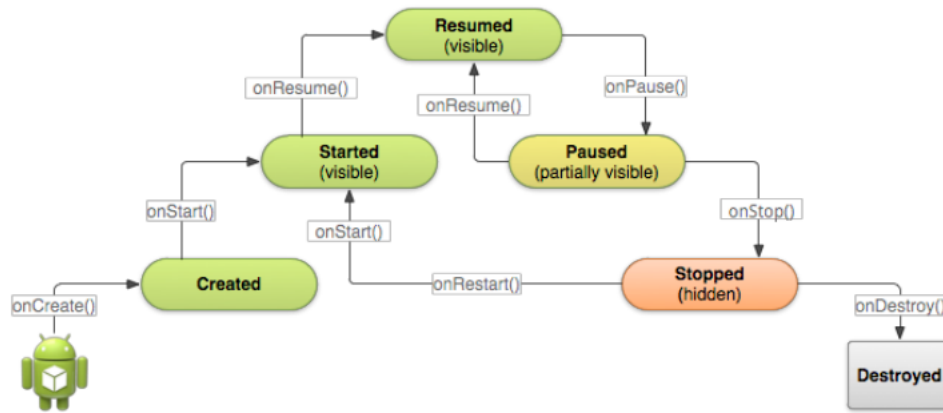 Resumed
(visible)
onResume()
onResume()
onPause()
Started
(visible)
Paused
(partially visible)
onStart()
onStart()
onStop()
Created
onRestart()
Stopped
(hidden)
onCreate()
onDestroy()
Destroyed